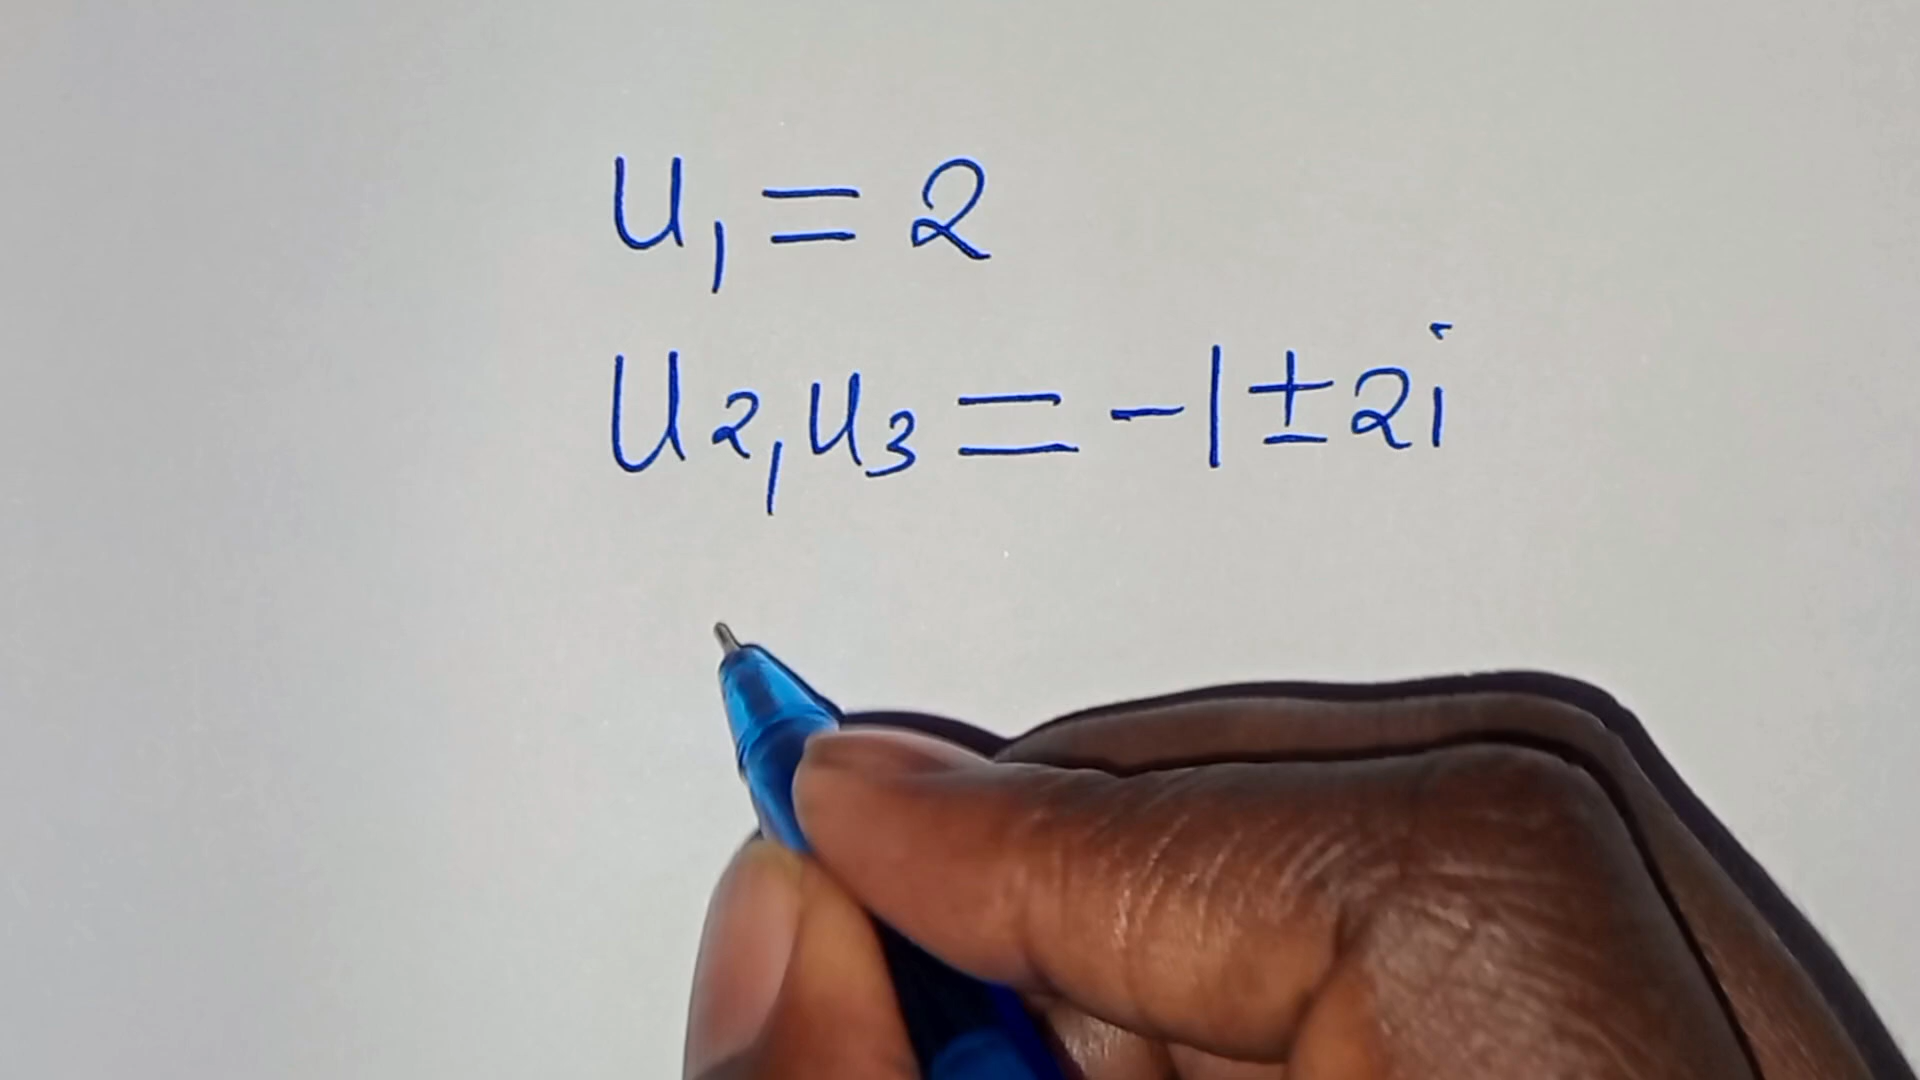 u₁ = 2
u₂,u₃ = -1 ± 2i